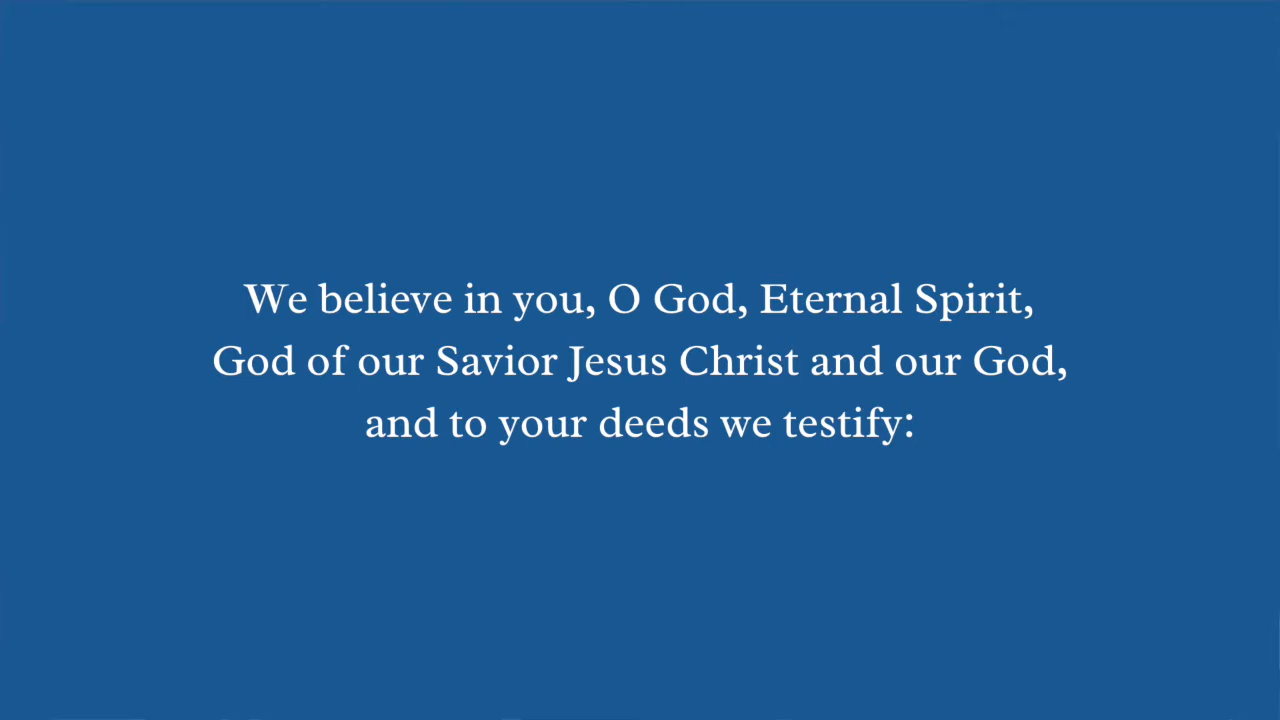 We believe in you, O God, Eternal Spirit,
God of our Savior Jesus Christ and our God,
and to your deeds we testify: